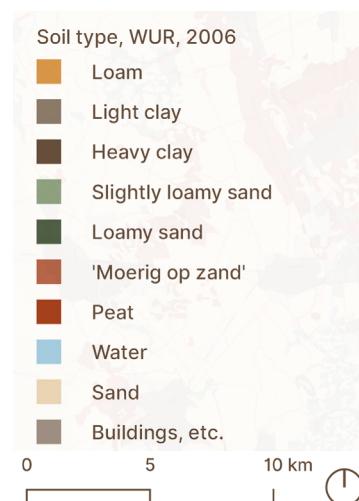 Soil type, WUR, 2006
Loam
Light clay
Heavy clay
Slightly loamy sand
Loamy sand
'Moerig op zand'
Peat
Water
Sand
Buildings, etc.
0 5 10 km